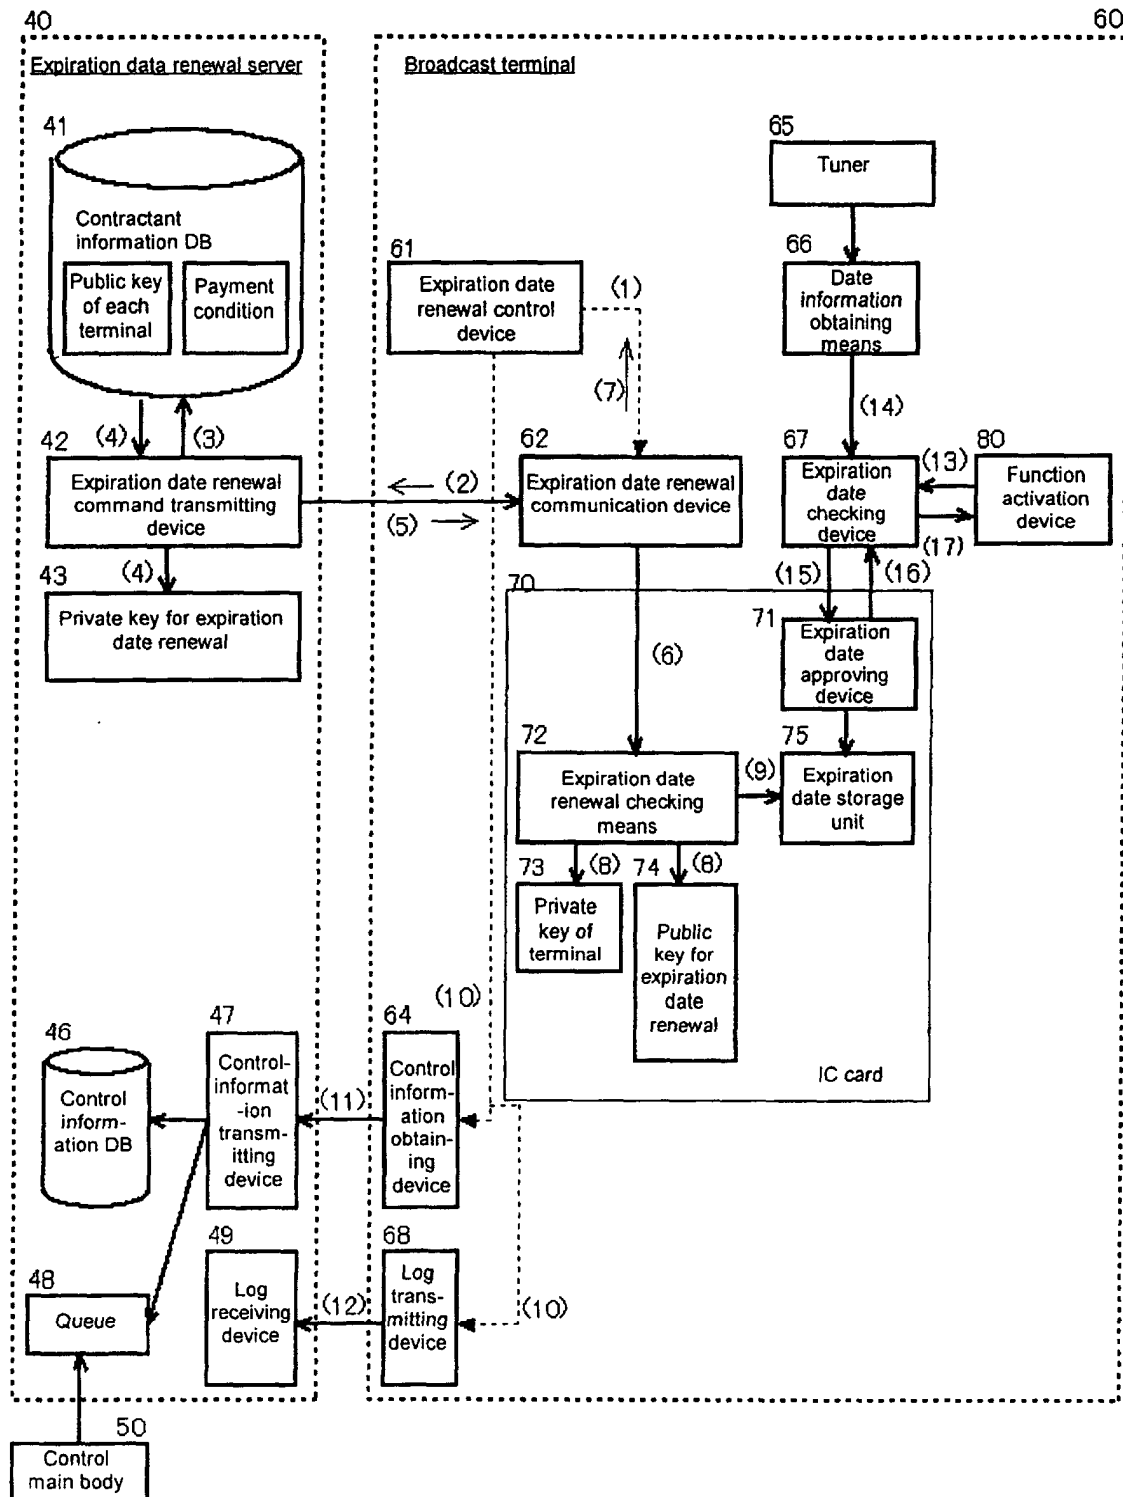 40
60
Expiration data renewal server
Broadcast terminal
41
Contractant
information DB
Public key
of each
terminal
Payment
condition
65
Tuner
61
Expiration date
renewal control
device
(1)
66
Date
information
obtaining
means
(7)
(14)
(4)
(3)
42
Expiration date renewal
command transmitting
device
(2)
(5)
62
Expiration date renewal
communication device
67
Expiration
date
checking
device
(13)
(17)
80
Function
activation
device
(4)
43
Private key for expiration
date renewal
(15)
(16)
70
71
Expiration
date
approving
device
(6)
72
Expiration date
renewal checking
means
(9)
75
Expiration
date storage
unit
73
(8)
74
(8)
Private
key of
terminal
Public
key for
expiration
date
renewal
IC card
(10)
46
Control
inform-
ation DB
47
Control-
informat
-ion
transm-
itting
device
(11)
64
Control
inform-
ation
obtain-
ing
device
48
Queue
49
Log
receiving
device
(12)
68
Log
trans-
mitting
device
(10)
50
Control
main body